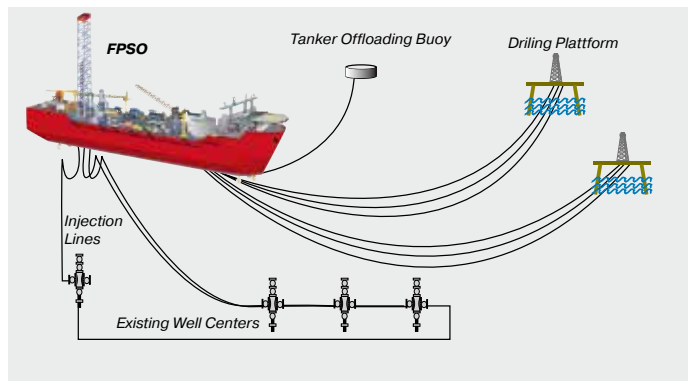 FPSO
Tanker Offloading Buoy
Driling Plattform
Injection
Lines
Existing Well Centers